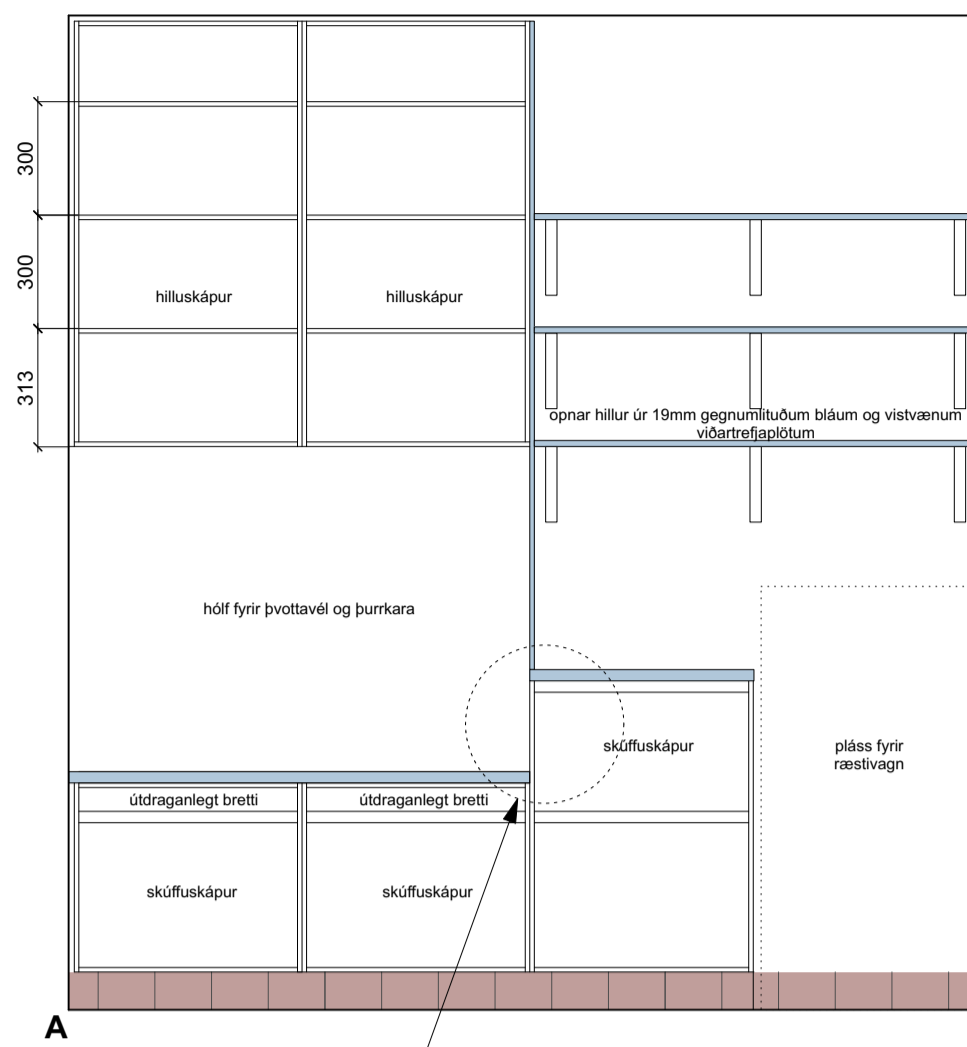 300
300
hilluskápur
hilluskápur
313
opnar hillur úr 19mm gegnumlituðum bláum og vistvænum
viðartrefjaplötum
hólf fyrir þvottavél og þurrkara
skúffuskápur
pláss fyrir
ræstivagn
útdraganlegt bretti
útdraganlegt bretti
skúffuskápur
skúffuskápur
A